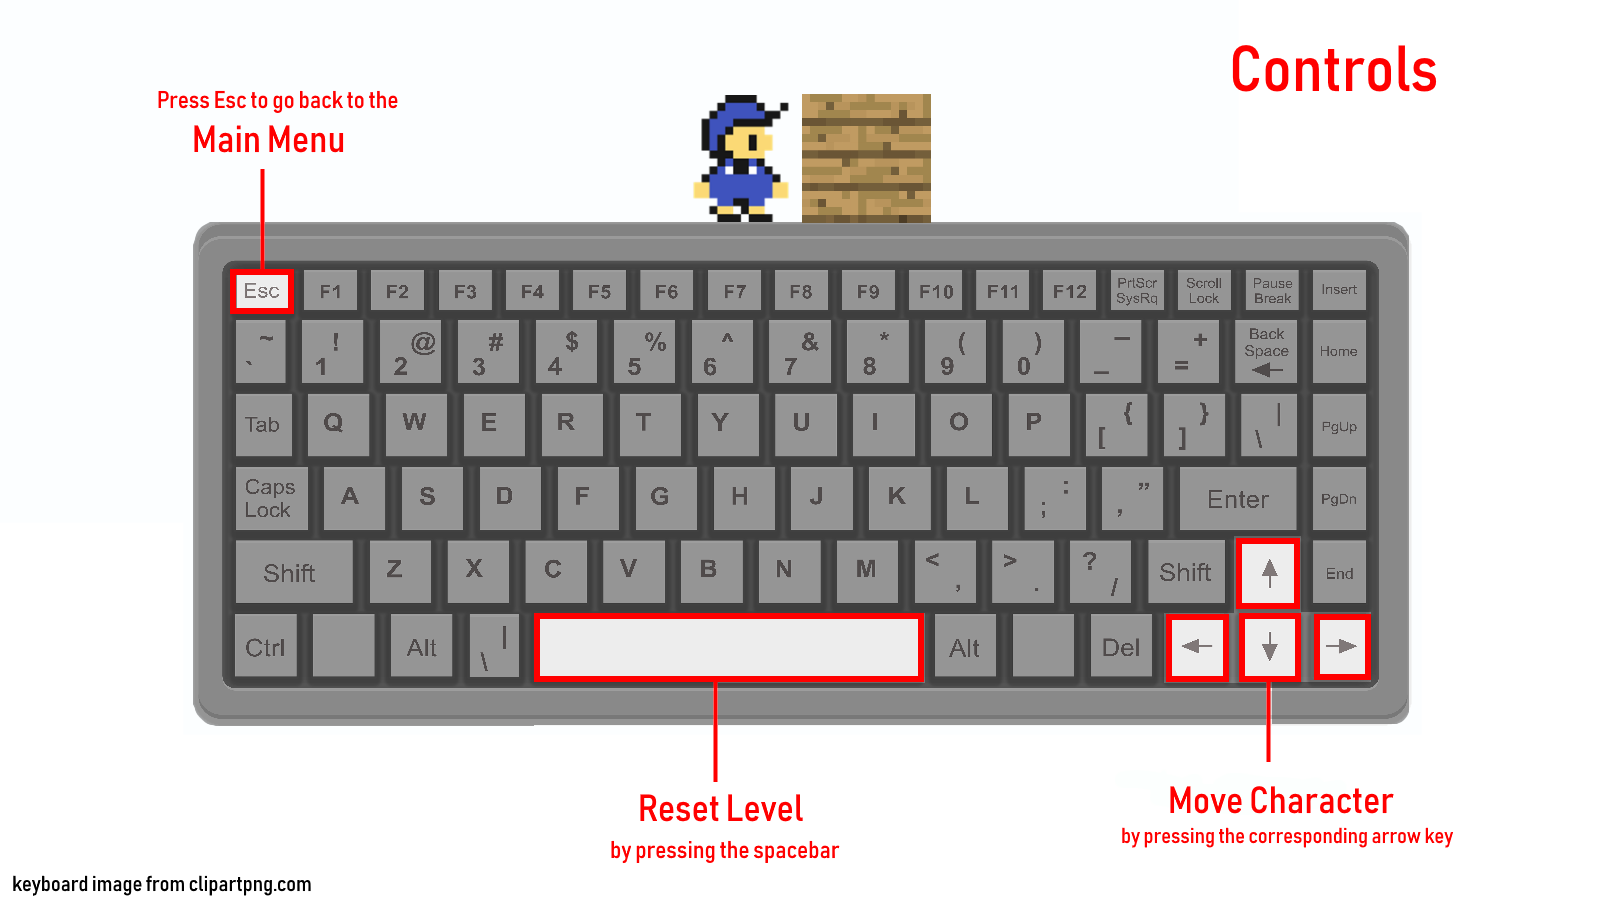 Controls
Press Esc to go back to the
Main Menu
Esc F1 F2 F3 F4 F5 F6 F7 F8 F9 F10 F11 F12 PrtScr SysRq Scroll Lock Pause Break Insert
~ ` ! 1 @ 2 # 3 $ 4 % 5 ^ 6 & 7 * 8 ( 9 ) 0 – _ + = Back Space ← Home
Tab Q W E R T Y U I O P { [ } ] | \ PgUp
Caps Lock A S D F G H J K L : ; " , Enter PgDn
Shift Z X C V B N M < , > . ? / Shift ↑ End
Ctrl Alt | \ Alt Del ← ↓ →
Reset Level
by pressing the spacebar
Move Character
by pressing the corresponding arrow key
keyboard image from clipartpng.com